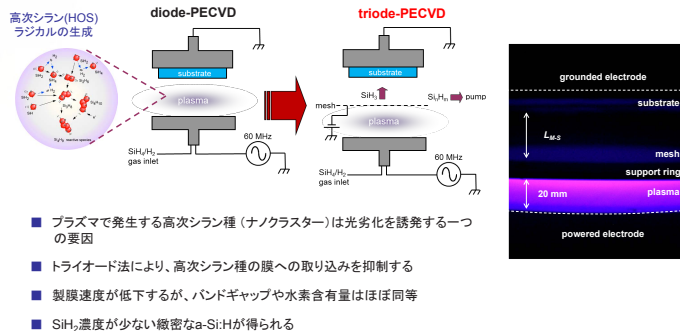 高次シラン(HOS)
ラジカルの生成
diode-PECVD
triode-PECVD
substrate
plasma
SiH₄/H₂
gas inlet
60 MHz
substrate
SiH₃
SiₙHₘ
pump
mesh
plasma
SiH₄/H₂
gas inlet
60 MHz
grounded electrode
substrate
L_M-S
mesh
support ring
20 mm
plasma
powered electrode
■ プラズマで発生する高次シラン種 (ナノクラスター)は光劣化を誘発する一つ
の要因
■ トライオード法により、高次シラン種の膜への取り込みを抑制する
■ 製膜速度が低下するが、バンドギャップや水素含有量はほぼ同等
■ SiH₂濃度が少ない緻密なa-Si:Hが得られる